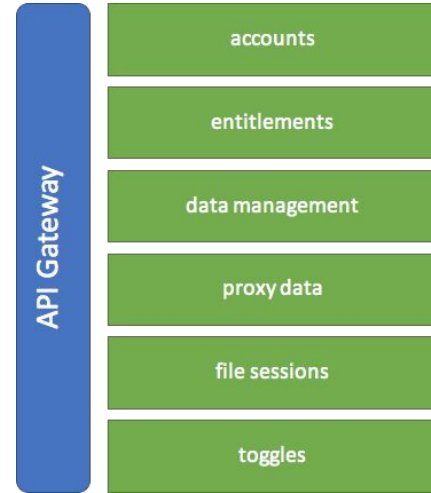 API Gateway
accounts
entitlements
data management
proxy data
file sessions
toggles